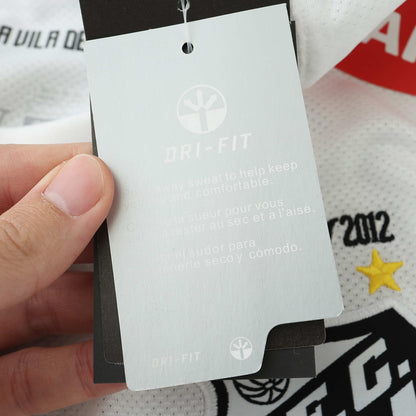 A VILA DE
DRI-FIT
sweat to help keep
and comfortable.
sueur pour vous
rester au sec et à l'aise.
el sudor para
seco y cómodo.
2012
DRI-FIT